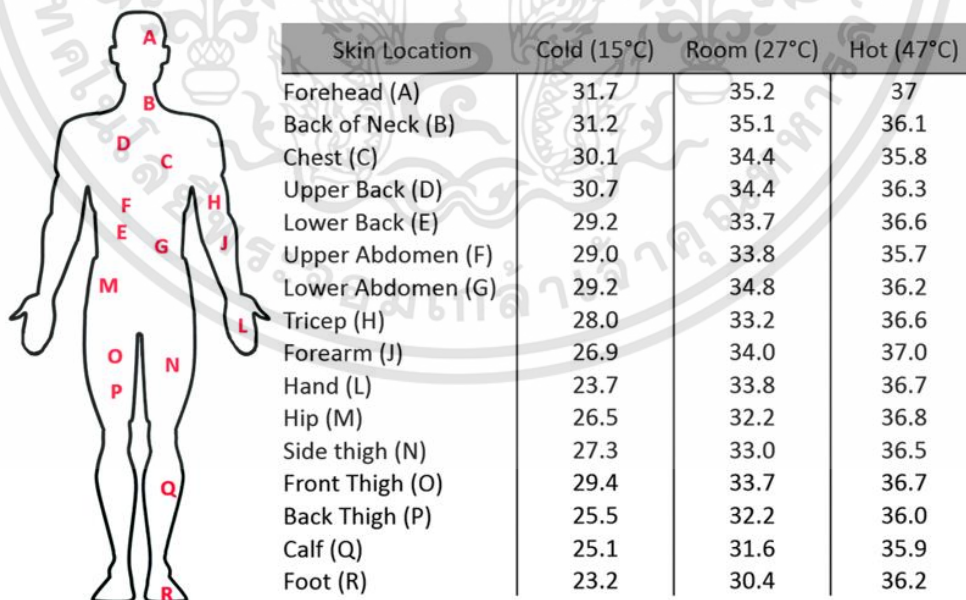 A
B
D
C
F
H
E
G
J
M
L
O
N
P
Q
R
Skin Location Cold (15°C) Room (27°C) Hot (47°C)
Forehead (A) 31.7 35.2 37
Back of Neck (B) 31.2 35.1 36.1
Chest (C) 30.1 34.4 35.8
Upper Back (D) 30.7 34.4 36.3
Lower Back (E) 29.2 33.7 36.6
Upper Abdomen (F) 29.0 33.8 35.7
Lower Abdomen (G) 29.2 34.8 36.2
Tricep (H) 28.0 33.2 36.6
Forearm (J) 26.9 34.0 37.0
Hand (L) 23.7 33.8 36.7
Hip (M) 26.5 32.2 36.8
Side thigh (N) 27.3 33.0 36.5
Front Thigh (O) 29.4 33.7 36.7
Back Thigh (P) 25.5 32.2 36.0
Calf (Q) 25.1 31.6 35.9
Foot (R) 23.2 30.4 36.2